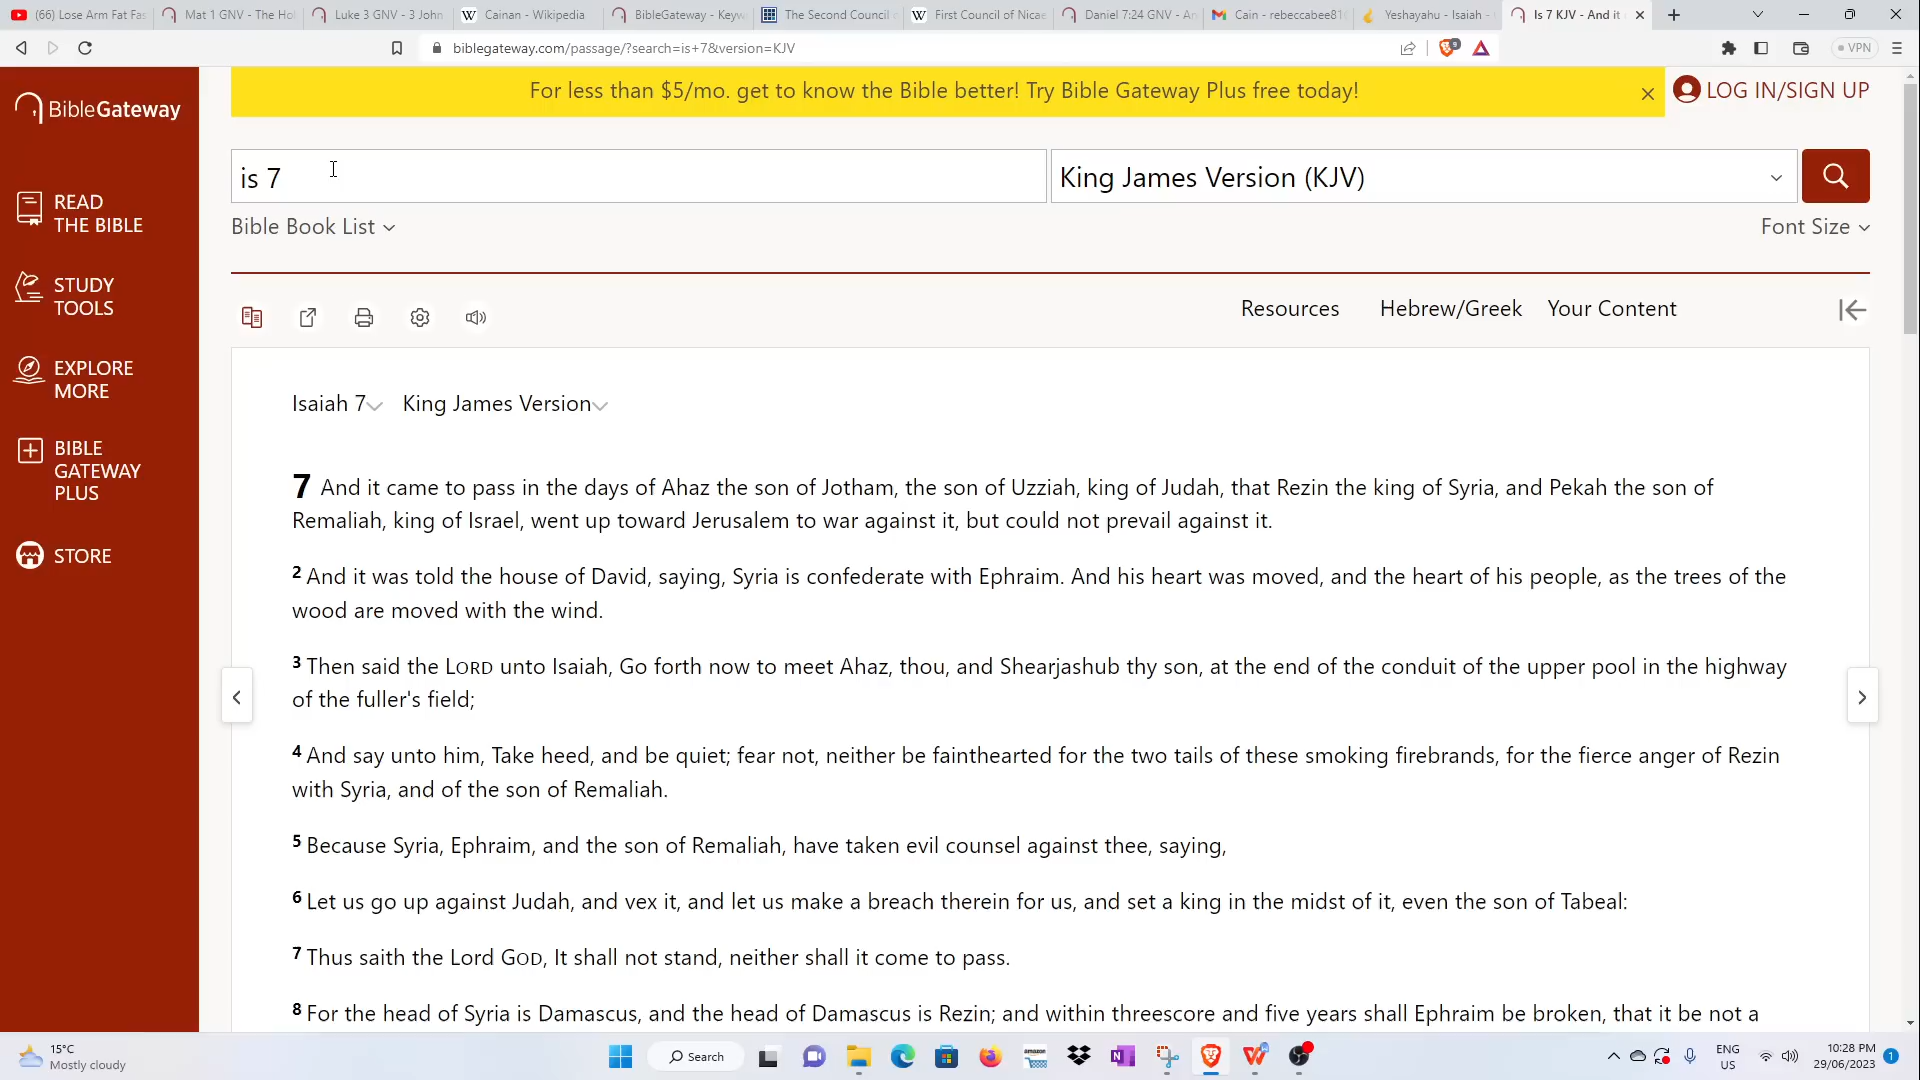 (66) Lose Arm Fat Fas
Mat 1 GNV - The Hol
Luke 3 GNV - 3 John
Cainan - Wikipedia
BibleGateway - Keyw
The Second Council o
First Council of Nicae
Daniel 7:24 GNV - An
Cain - rebeccabee816
Yeshayahu - Isaiah -
Is 7 KJV - And it
biblegateway.com/passage/?search=is+7&version=KJV
9
VPN
For less than $5/mo. get to know the Bible better! Try Bible Gateway Plus free today!
LOG IN/SIGN UP
BibleGateway
is 7
King James Version (KJV)
READ
THE BIBLE
Bible Book List
Font Size
STUDY
TOOLS
Resources
Hebrew/Greek
Your Content
EXPLORE
MORE
Isaiah 7
King James Version
BIBLE
GATEWAY
PLUS
STORE
7 And it came to pass in the days of Ahaz the son of Jotham, the son of Uzziah, king of Judah, that Rezin the king of Syria, and Pekah the son of
Remaliah, king of Israel, went up toward Jerusalem to war against it, but could not prevail against it.
2 And it was told the house of David, saying, Syria is confederate with Ephraim. And his heart was moved, and the heart of his people, as the trees of the
wood are moved with the wind.
3 Then said the LORD unto Isaiah, Go forth now to meet Ahaz, thou, and Shearjashub thy son, at the end of the conduit of the upper pool in the highway
of the fuller's field;
4 And say unto him, Take heed, and be quiet; fear not, neither be fainthearted for the two tails of these smoking firebrands, for the fierce anger of Rezin
with Syria, and of the son of Remaliah.
5 Because Syria, Ephraim, and the son of Remaliah, have taken evil counsel against thee, saying,
6 Let us go up against Judah, and vex it, and let us make a breach therein for us, and set a king in the midst of it, even the son of Tabeal:
7 Thus saith the Lord GOD, It shall not stand, neither shall it come to pass.
8 For the head of Syria is Damascus, and the head of Damascus is Rezin; and within threescore and five years shall Ephraim be broken, that it be not a
15°C
Mostly cloudy
Search
amazon
ENG
US
10:28 PM
29/06/2023
1